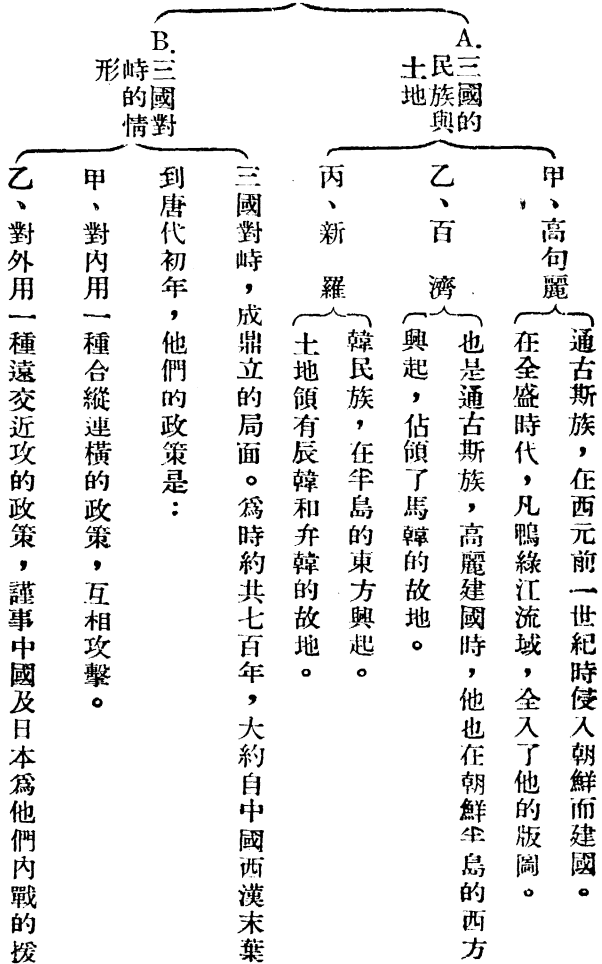 A.三國的
民族與
土地
甲、高句麗
通古斯族，在西元前一世紀時侵入朝鮮而建國。
在全盛時代，凡鴨綠江流域，全入了他的版圖。
乙、百濟
也是通古斯族，高麗建國時，他也在朝鮮半島的西方
興起，佔領了馬韓的故地。
丙、新羅
韓民族，在半島的東方興起。
土地領有辰韓和弁韓的故地。
B.三國對
峙的情
形
三國對峙，成鼎立的局面。爲時約共七百年，大約自中國西漢末葉
到唐代初年，他們的政策是：
甲、對內用一種合縱連橫的政策，互相攻擊。
乙、對外用一種遠交近攻的政策，謹事中國及日本爲他們內戰的援